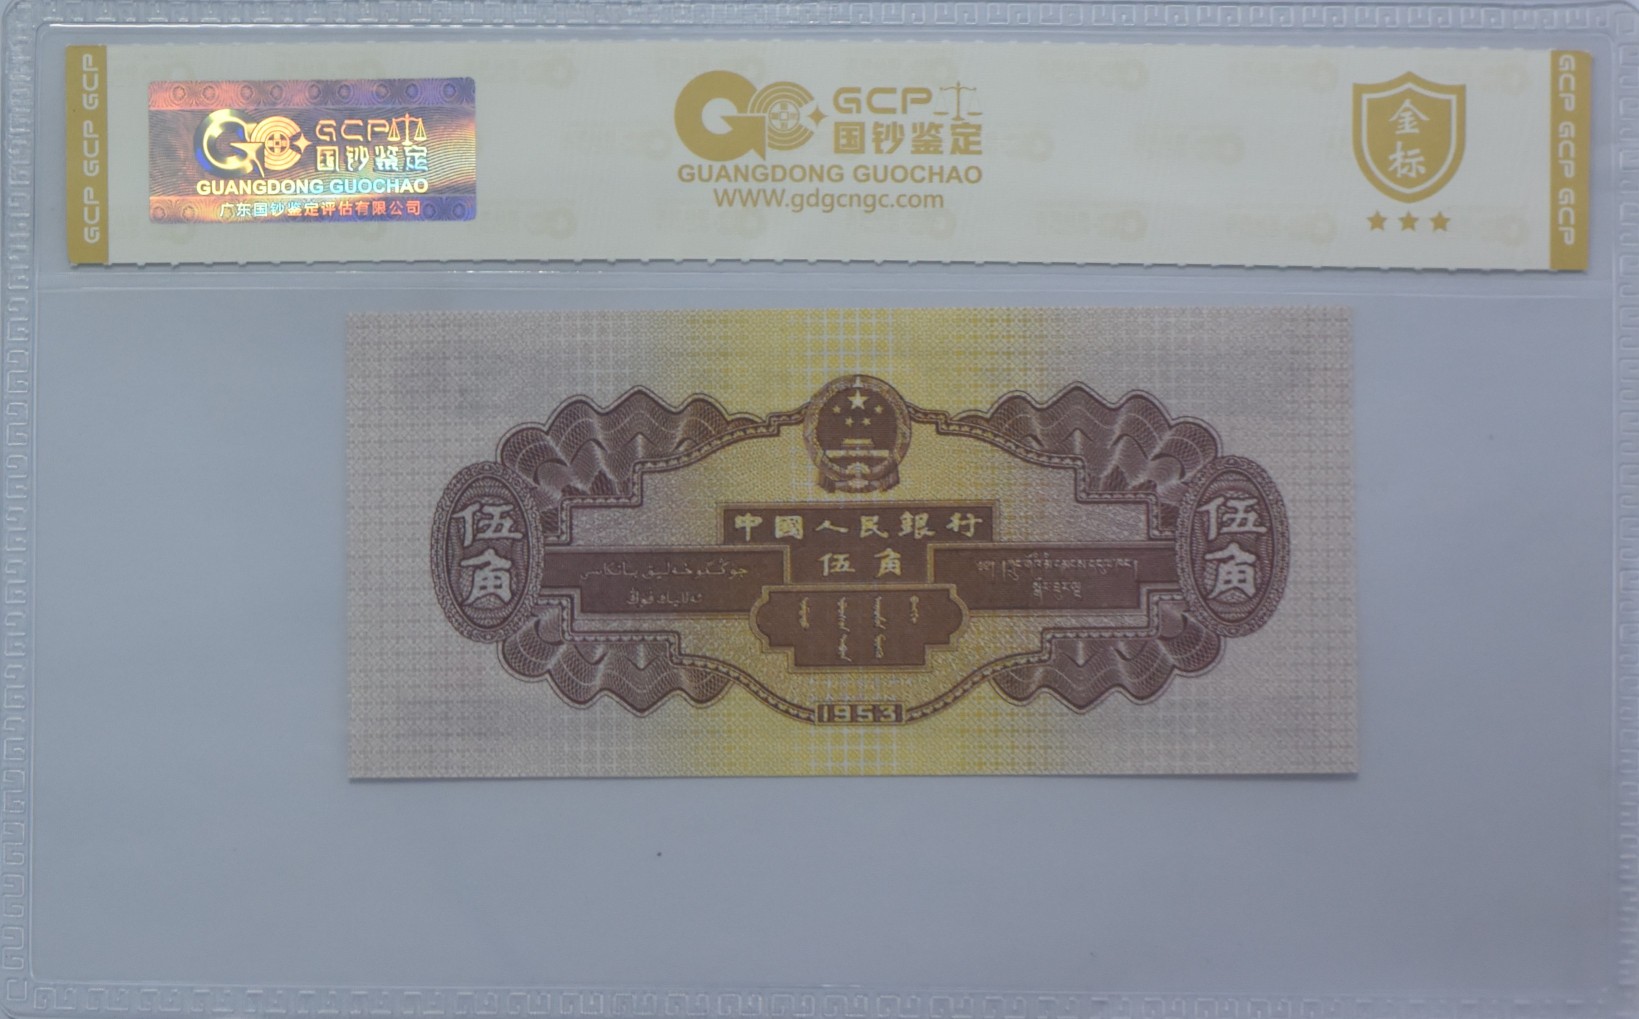 GCP GCP GCP
GCP 国钞鉴定
GUANGDONG GUOCHAO
广东国钞鉴定评估有限公司
GCP
国钞鉴定
GUANGDONG GUOCHAO
www.gdgcngc.com
金标
GCP GCP GCP
伍角
中國人民銀行
伍角
伍角
1953